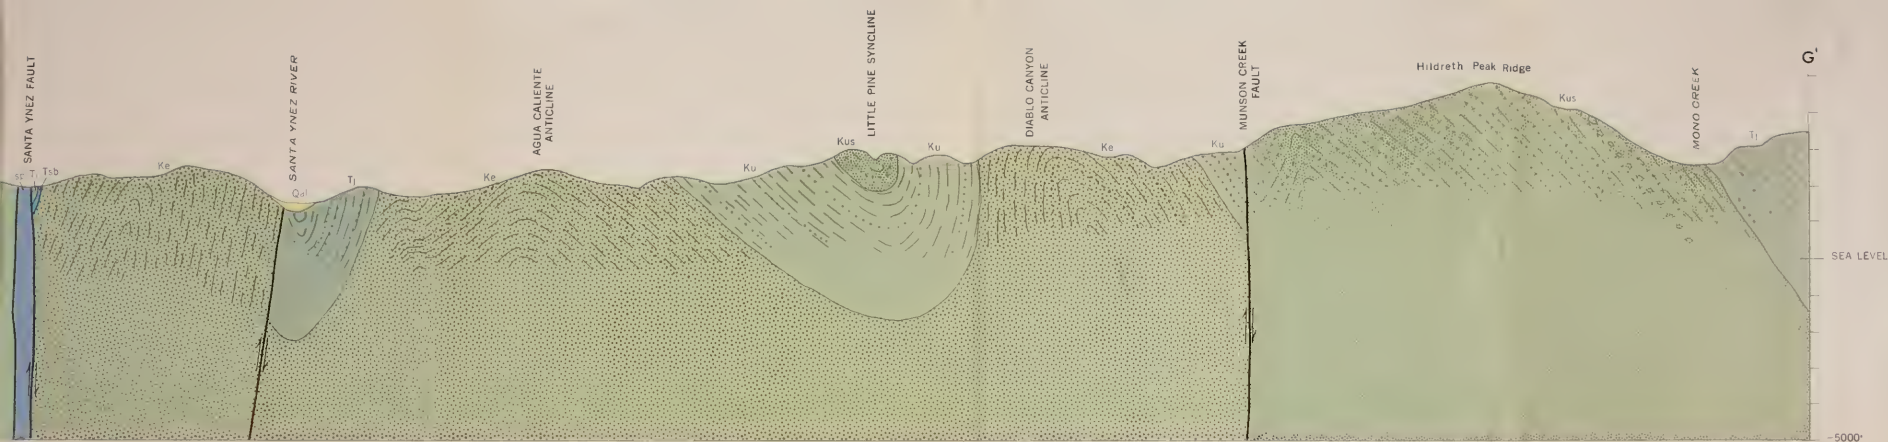 SANTA YNEZ FAULT
SANTA YNEZ RIVER
AGUA CALIENTE
ANTICLINE
LITTLE PINE SYNCLINE
DIABLO CANYON
ANTICLINE
MUNSON CREEK
FAULT
Hildreth Peak Ridge
MONO CREEK
G'
Tsb
Ke
Qal
Tj
Ke
Ku
Kus
Ku
Ke
Ku
Kus
Tj
SEA LEVEL
-5000'